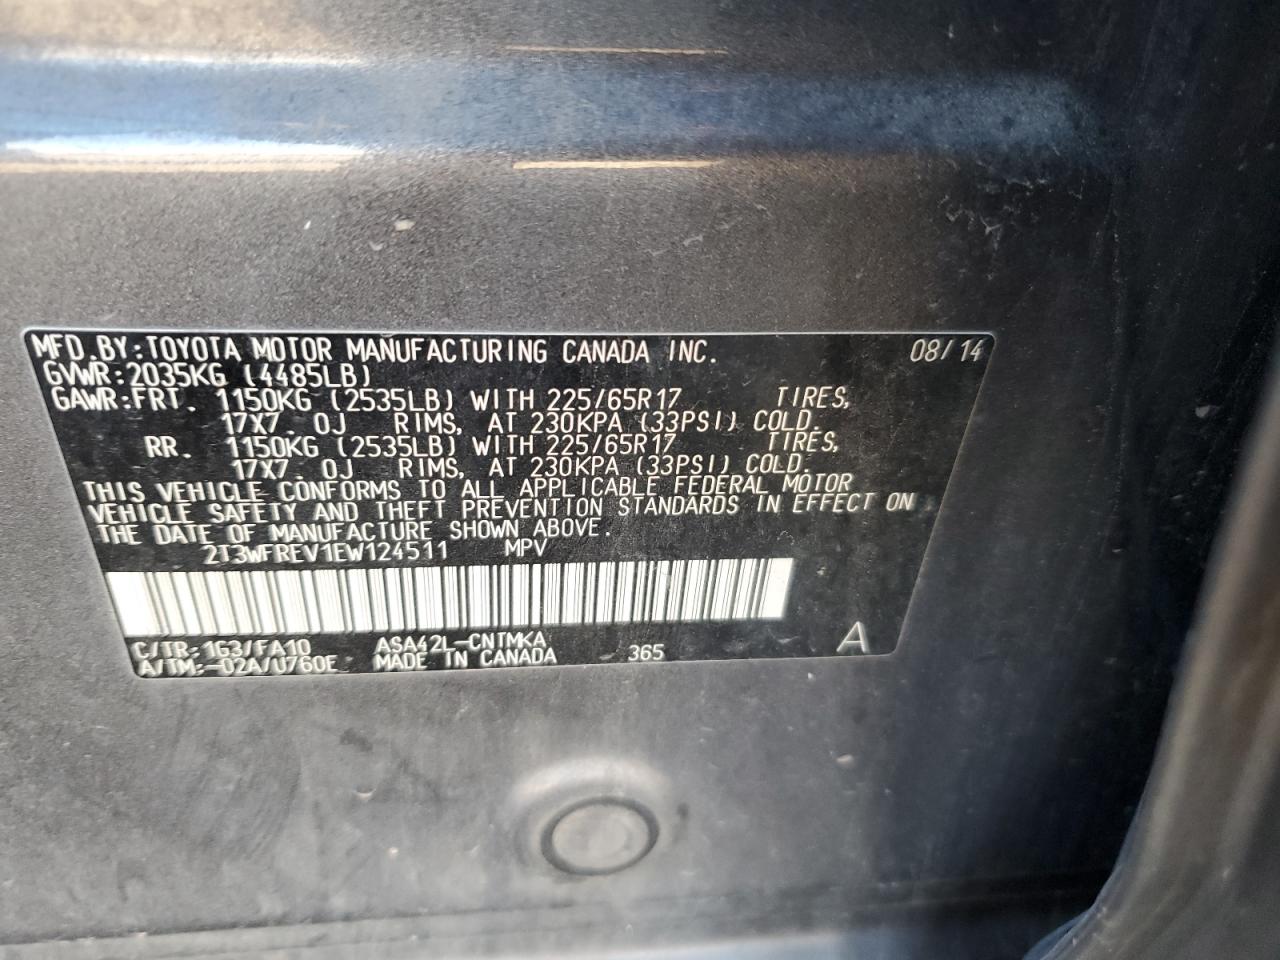 MFD.BY:TOYOTA MOTOR MANUFACTURING CANADA INC. 08/14
GVWR:2035KG (4485LB)
GAWR:FRT. 1150KG (2535LB) WITH 225/65R17 TIRES,
17X7.0J RIMS, AT 230KPA (33PSI) COLD.
RR. 1150KG (2535LB) WITH 225/65R17 TIRES,
17X7.0J RIMS, AT 230KPA (33PSI) COLD.
THIS VEHICLE CONFORMS TO ALL APPLICABLE FEDERAL MOTOR
VEHICLE SAFETY AND THEFT PREVENTION STANDARDS IN EFFECT ON
THE DATE OF MANUFACTURE SHOWN ABOVE.
2T3WFREV1EW124511 MPV
C/TR:1G3/FA10 ASA42L-CNTMKA
A/TM:-02A/U760E MADE IN CANADA 365 A